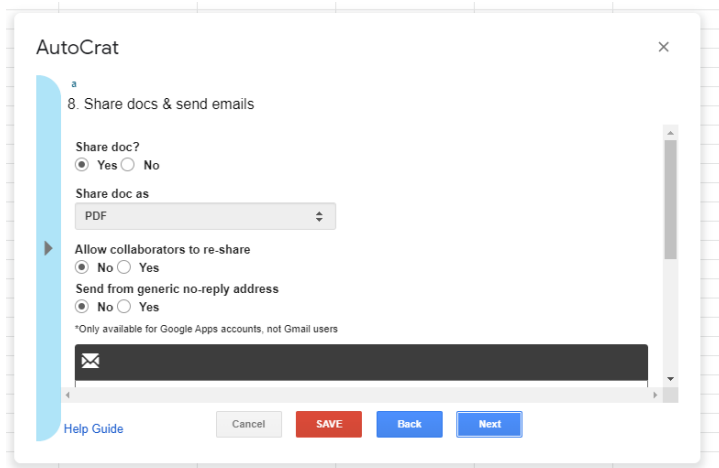 AutoCrat
a
8. Share docs & send emails
Share doc?
Yes No
Share doc as
PDF
Allow collaborators to re-share
No Yes
Send from generic no-reply address
No Yes
*Only available for Google Apps accounts, not Gmail users
Help Guide Cancel SAVE Back Next